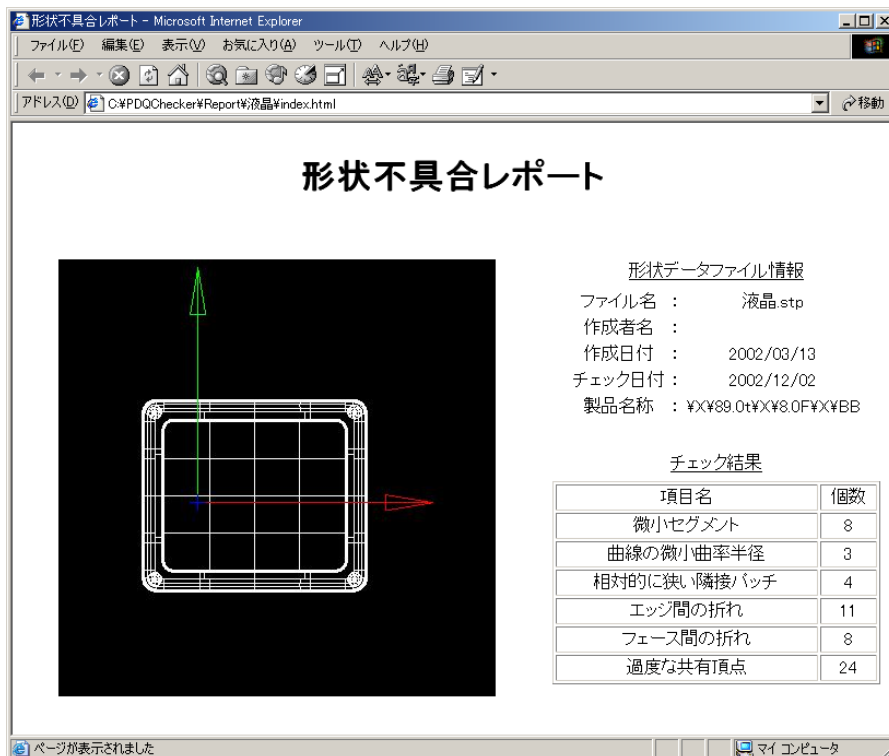 形状不具合レポート - Microsoft Internet Explorer
ファイル(F) 編集(E) 表示(V) お気に入り(A) ツール(T) ヘルプ(H)
アドレス(D) C:¥PDQChecker¥Report¥液晶¥index.html 移動
形状不具合レポート
形状データファイル情報
ファイル名 : 液晶.stp
作成者名 :
作成日付 : 2002/03/13
チェック日付 : 2002/12/02
製品名称 : ¥X¥89.0t¥X¥8.0F¥X¥BB
チェック結果
項目名 個数
微小セグメント 8
曲線の微小曲率半径 3
相対的に狭い隣接パッチ 4
エッジ間の折れ 11
フェース間の折れ 8
過度な共有頂点 24
ページが表示されました マイ コンピュータ